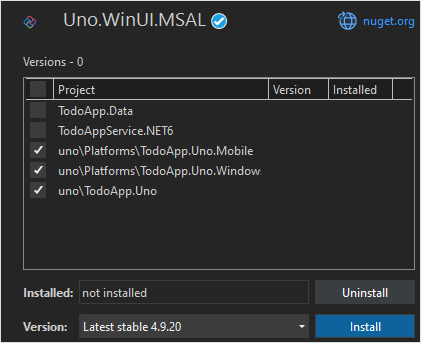 Uno.WinUI.MSAL nuget.org
Versions - 0
Project Version Installed
TodoApp.Data
TodoAppService.NET6
uno\Platforms\TodoApp.Uno.Mobile
uno\Platforms\TodoApp.Uno.Window
uno\TodoApp.Uno
Installed: not installed Uninstall
Version: Latest stable 4.9.20 Install